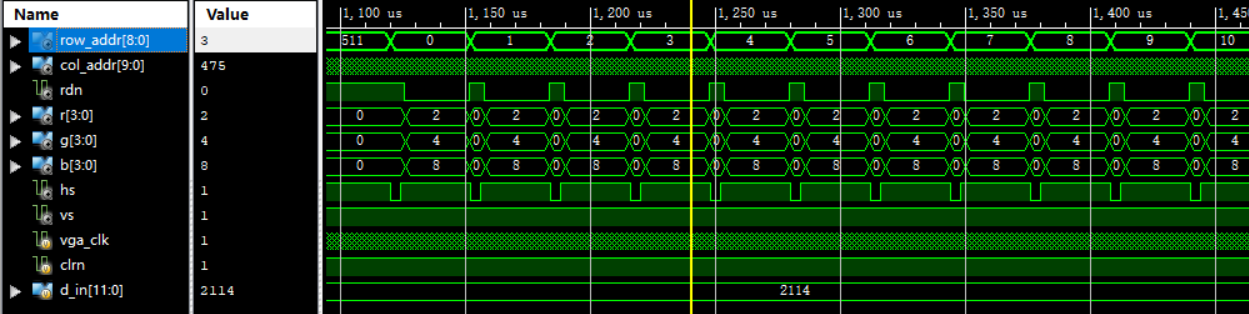 Name Value 1,100 us 1,150 us 1,200 us 1,250 us 1,300 us 1,350 us 1,400 us 1,45
row_addr[8:0] 3 511 0 1 2 3 4 5 6 7 8 9 10
col_addr[9:0] 475
rdn 0
r[3:0] 2 0 2 0 2 0 2 0 2 0 2 0 2 0 2 0 2 0 2 0 2 0 2 0 2
g[3:0] 4 0 4 0 4 0 4 0 4 0 4 0 4 0 4 0 4 0 4 0 4 0 4 0 4
b[3:0] 8 0 8 0 8 0 8 0 8 0 8 0 8 0 8 0 8 0 8 0 8 0 8 0 8
hs 1
vs 1
vga_clk 1
clrn 1
d_in[11:0] 2114 2114